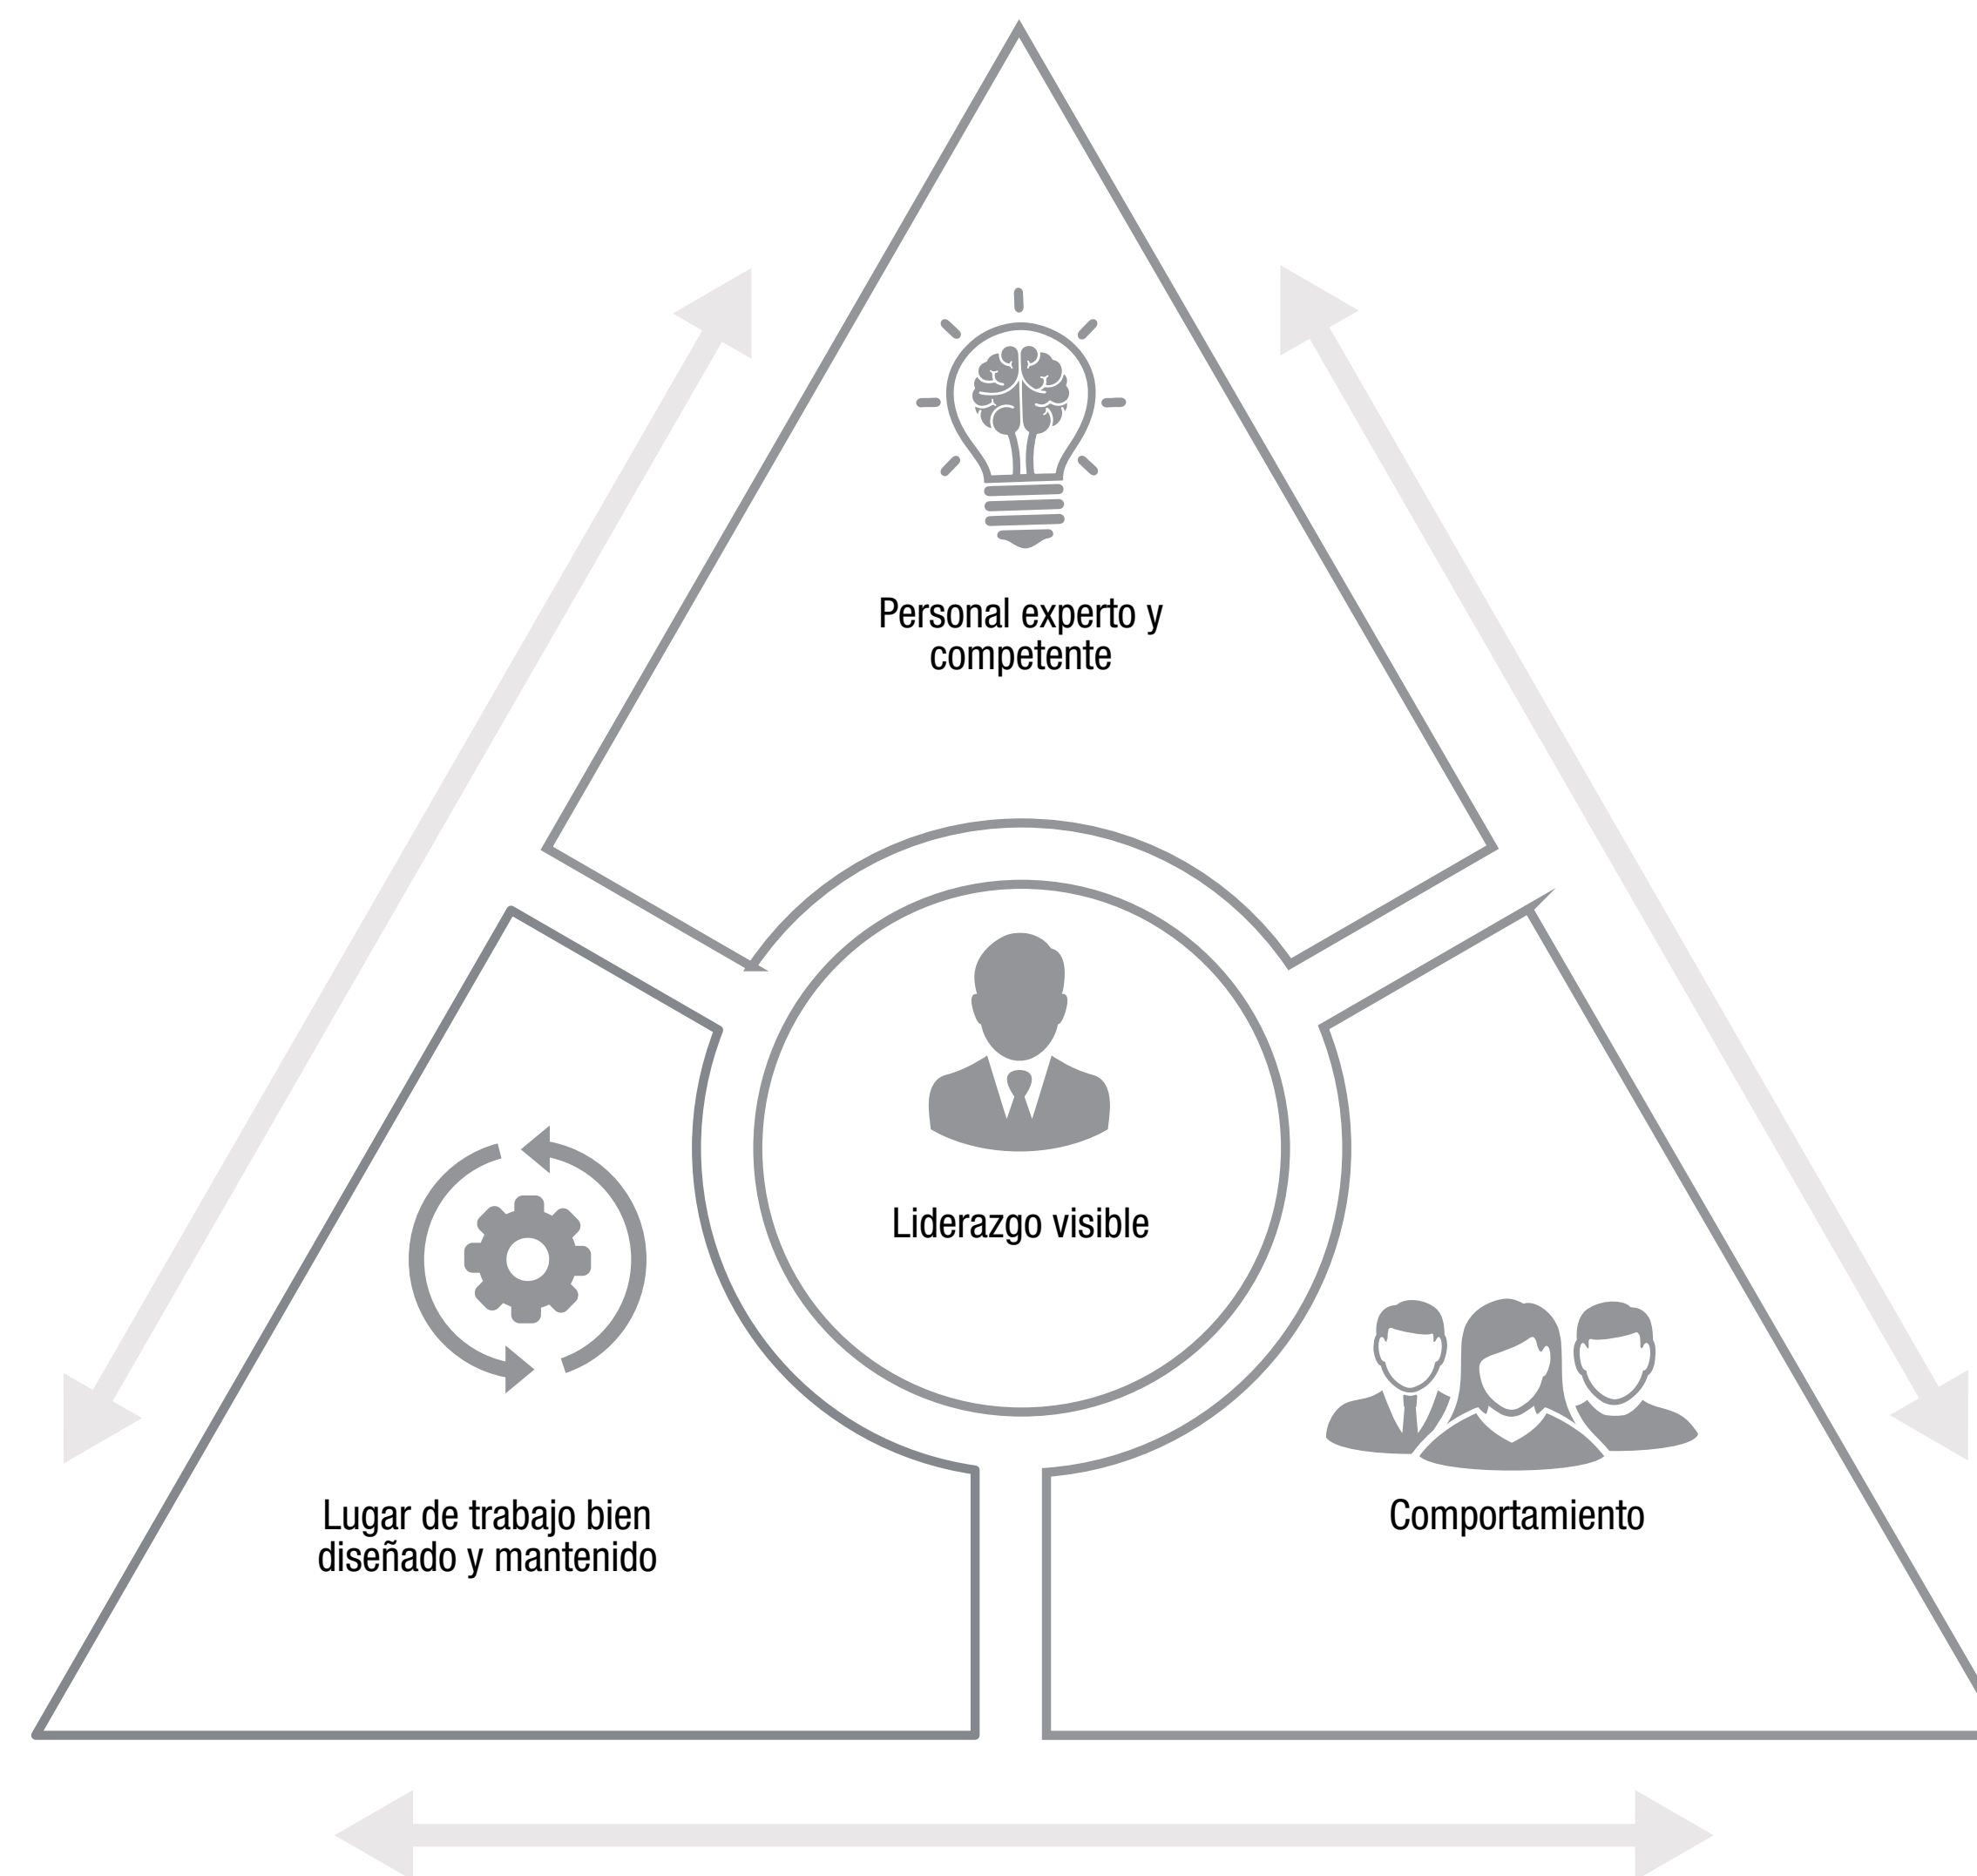 Personal experto y
competente
Liderazgo visible
Lugar de trabajo bien
diseñado y mantenido
Comportamiento